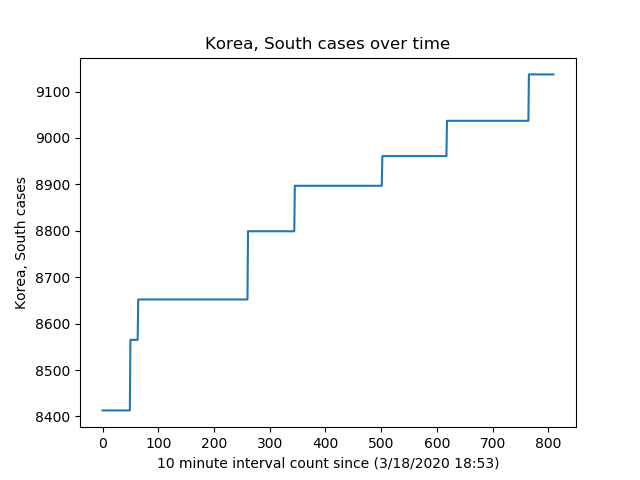 Korea, South cases over time
9100
9000
8900
8800
8700
8600
8500
8400
Korea, South cases
0 100 200 300 400 500 600 700 800
10 minute interval count since (3/18/2020 18:53)